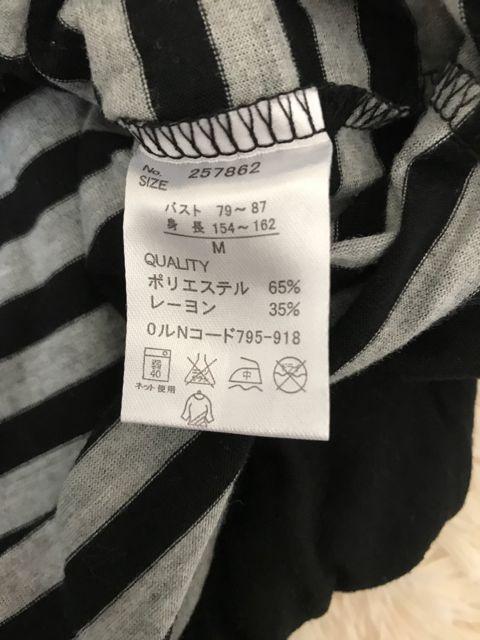 No. 257862
SIZE
バスト 79～87
身 長 154～162
M
QUALITY
ポリエステル 65%
レーヨン 35%
0ルNコード795-918
弱
40
中
ネット使用